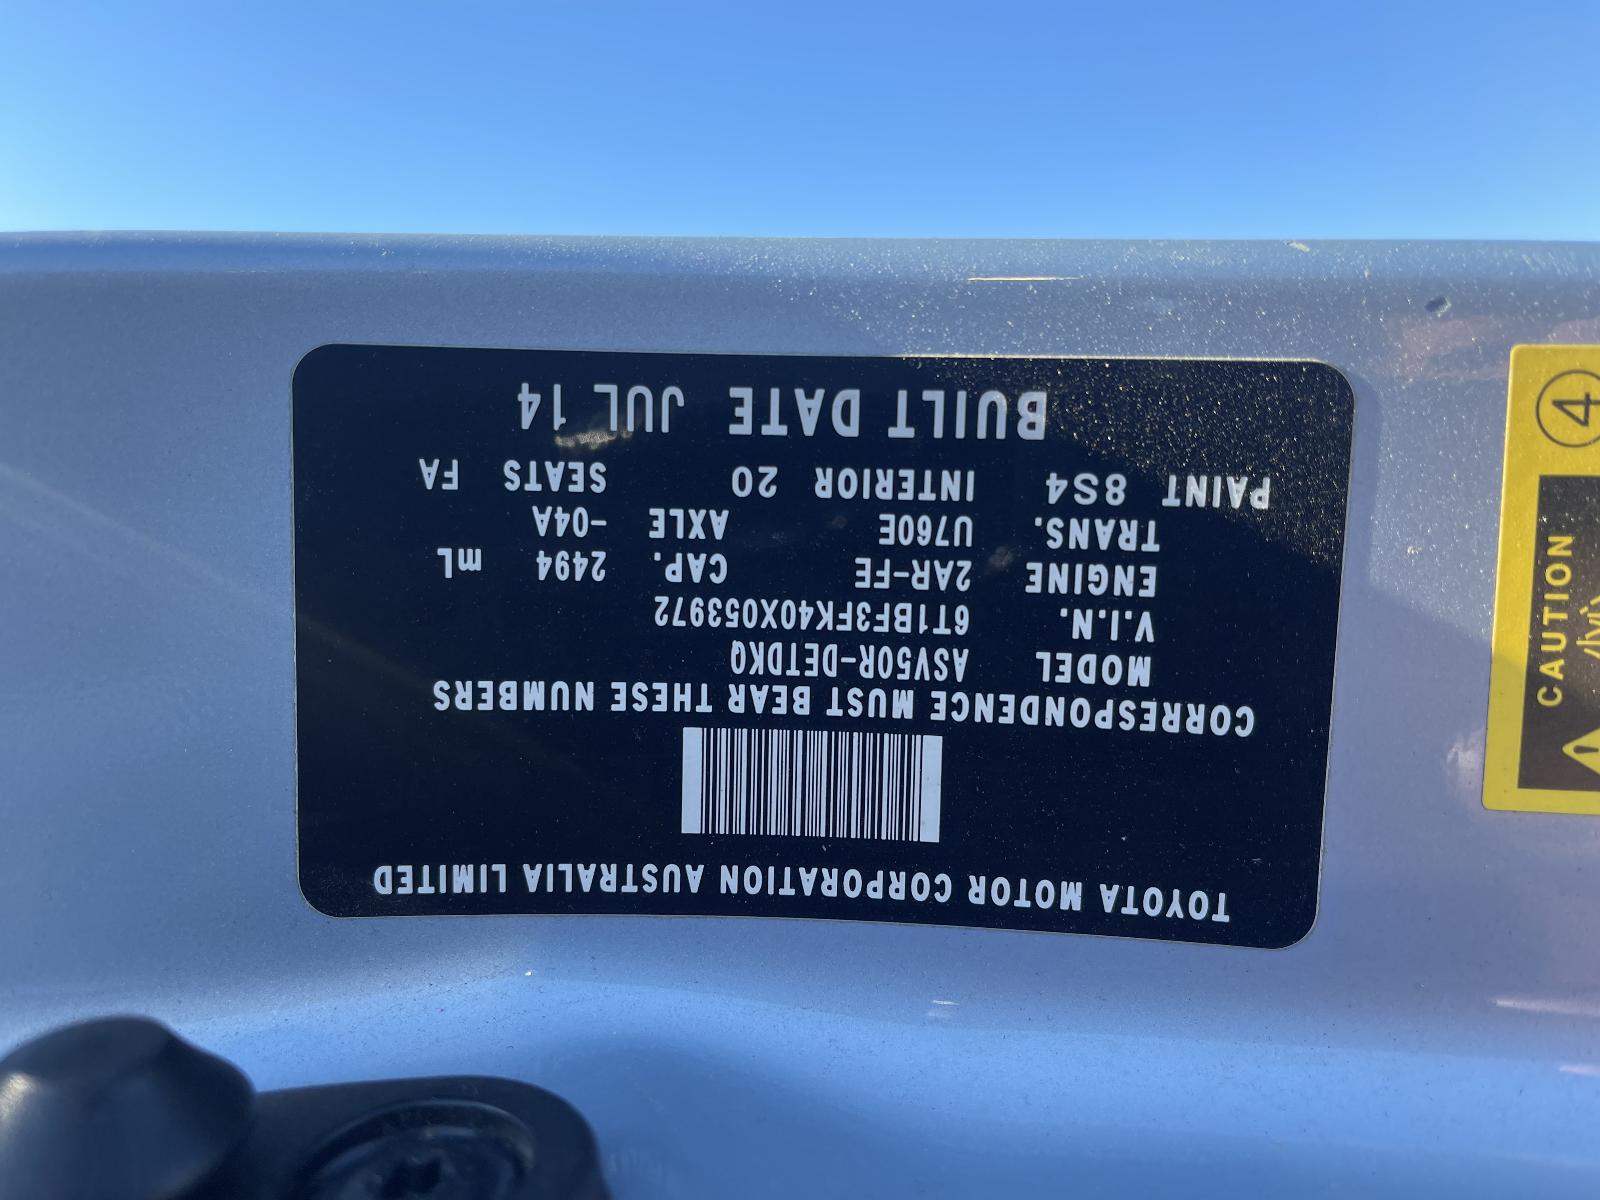 TOYOTA MOTOR CORPORATION AUSTRALIA LIMITED
CORRESPONDENCE MUST BEAR THESE NUMBERS
MODEL ASV50R-DETDKQ
V.I.N. 6T1BF3FK40X053972
ENGINE 2AR-FE CAP. 2494 mL
TRANS. U760E AXLE -04A
PAINT 8S4 INTERIOR 20 SEATS FA
BUILT DATE JUL 14
CAUTION
4